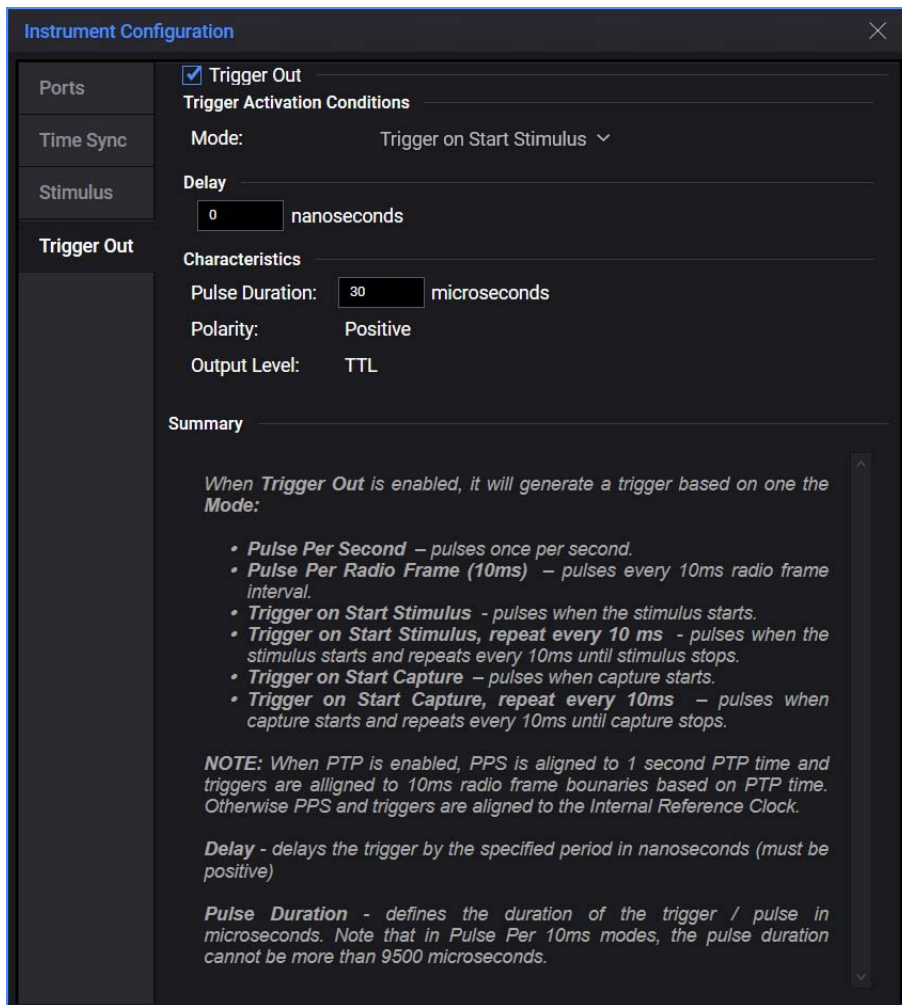 Instrument Configuration
Ports
Time Sync
Stimulus
Trigger Out
Trigger Out
Trigger Activation Conditions
Mode: Trigger on Start Stimulus
Delay
0 nanoseconds
Characteristics
Pulse Duration: 30 microseconds
Polarity: Positive
Output Level: TTL
Summary
When Trigger Out is enabled, it will generate a trigger based on one the
Mode:
• Pulse Per Second – pulses once per second.
• Pulse Per Radio Frame (10ms) – pulses every 10ms radio frame
interval.
• Trigger on Start Stimulus - pulses when the stimulus starts.
• Trigger on Start Stimulus, repeat every 10 ms - pulses when the
stimulus starts and repeats every 10ms until stimulus stops.
• Trigger on Start Capture – pulses when capture starts.
• Trigger on Start Capture, repeat every 10ms – pulses when
capture starts and repeats every 10ms until capture stops.
NOTE: When PTP is enabled, PPS is aligned to 1 second PTP time and
triggers are alligned to 10ms radio frame bounaries based on PTP time.
Otherwise PPS and triggers are aligned to the Internal Reference Clock.
Delay - delays the trigger by the specified period in nanoseconds (must be
positive)
Pulse Duration - defines the duration of the trigger / pulse in
microseconds. Note that in Pulse Per 10ms modes, the pulse duration
cannot be more than 9500 microseconds.